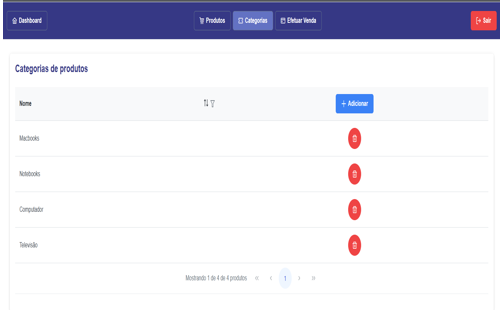 Dashboard
Produtos
Categorias
Efetuar Venda
Sair
Categorias de produtos
Nome
+ Adicionar
Macbooks
Notebooks
Computador
Televisão
Mostrando 1 de 4 de 4 produtos « ‹ 1 › »